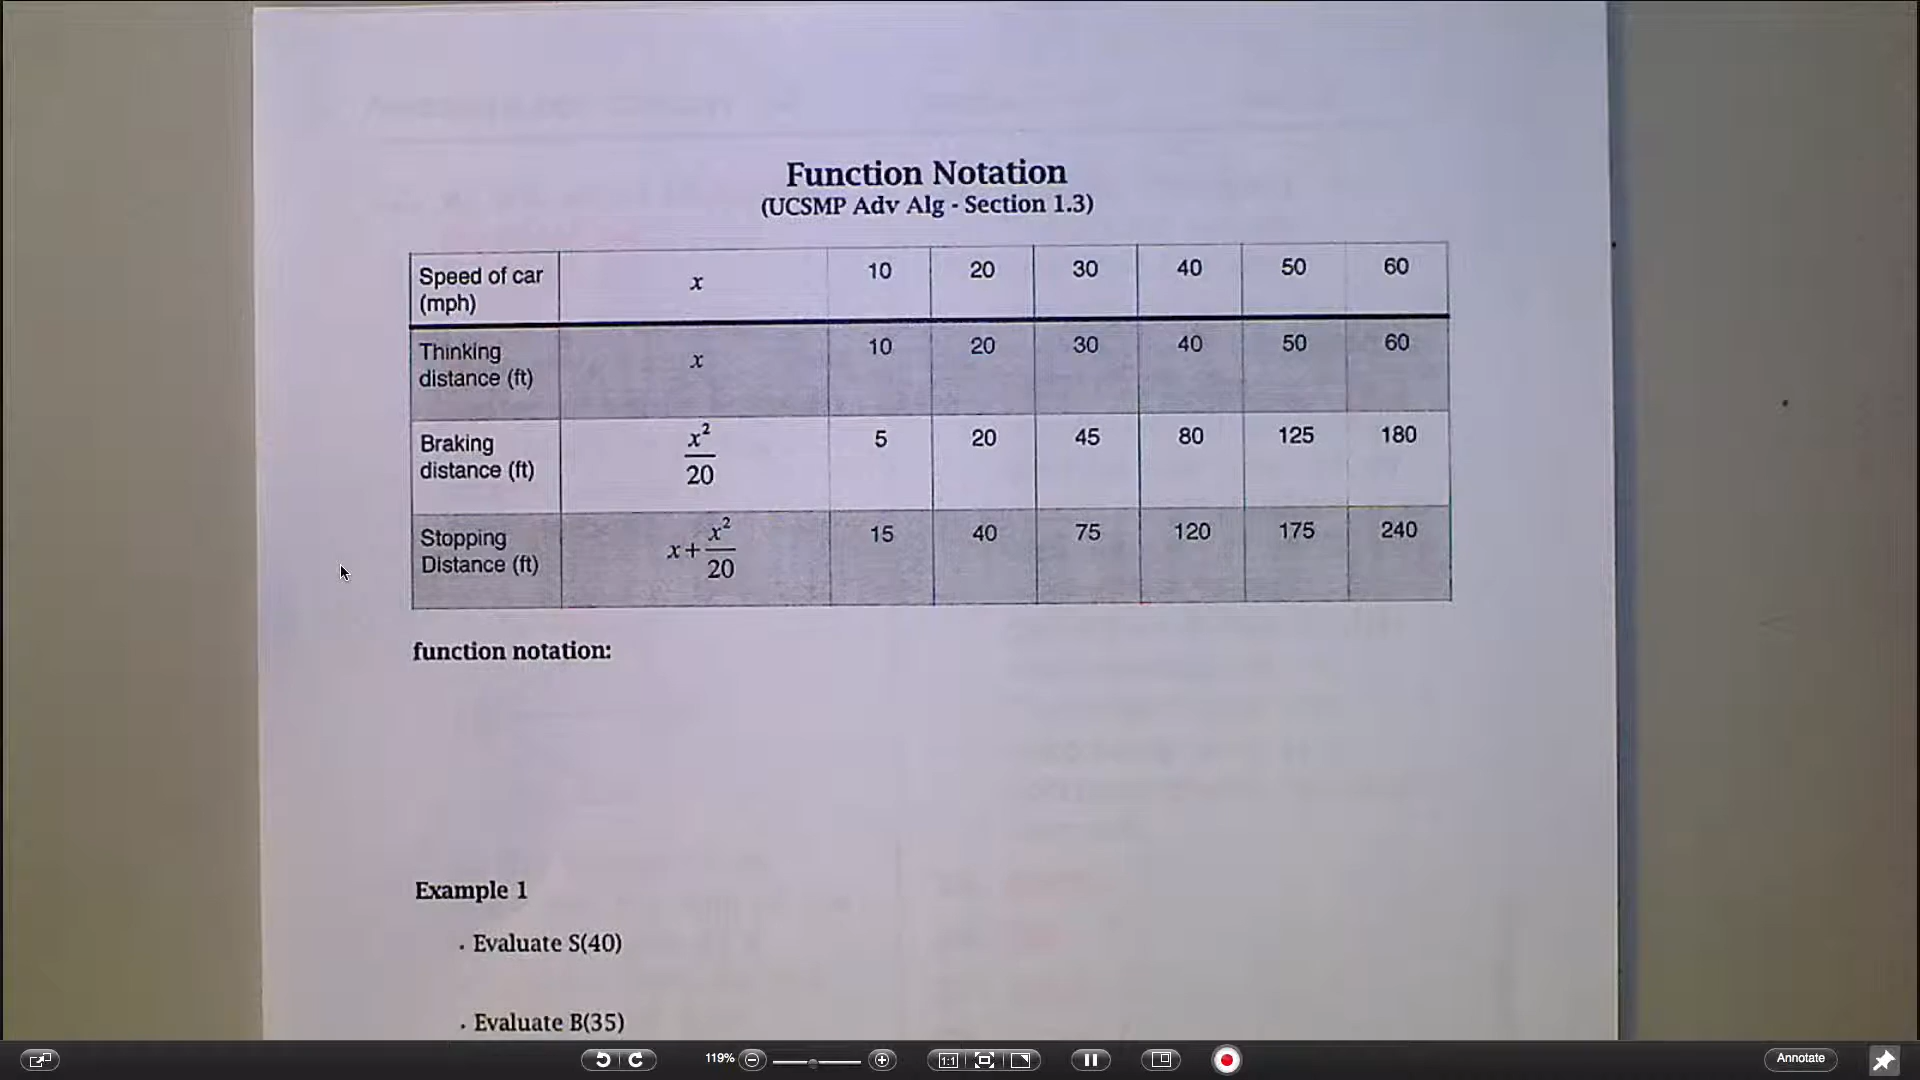 Function Notation
(UCSMP Adv Alg - Section 1.3)
Speed of car (mph) x 10 20 30 40 50 60
Thinking distance (ft) x 10 20 30 40 50 60
Braking distance (ft) x²/20 5 20 45 80 125 180
Stopping Distance (ft) x+x²/20 15 40 75 120 175 240
function notation:
Example 1
· Evaluate S(40)
· Evaluate B(35)
119% 1:1 Annotate